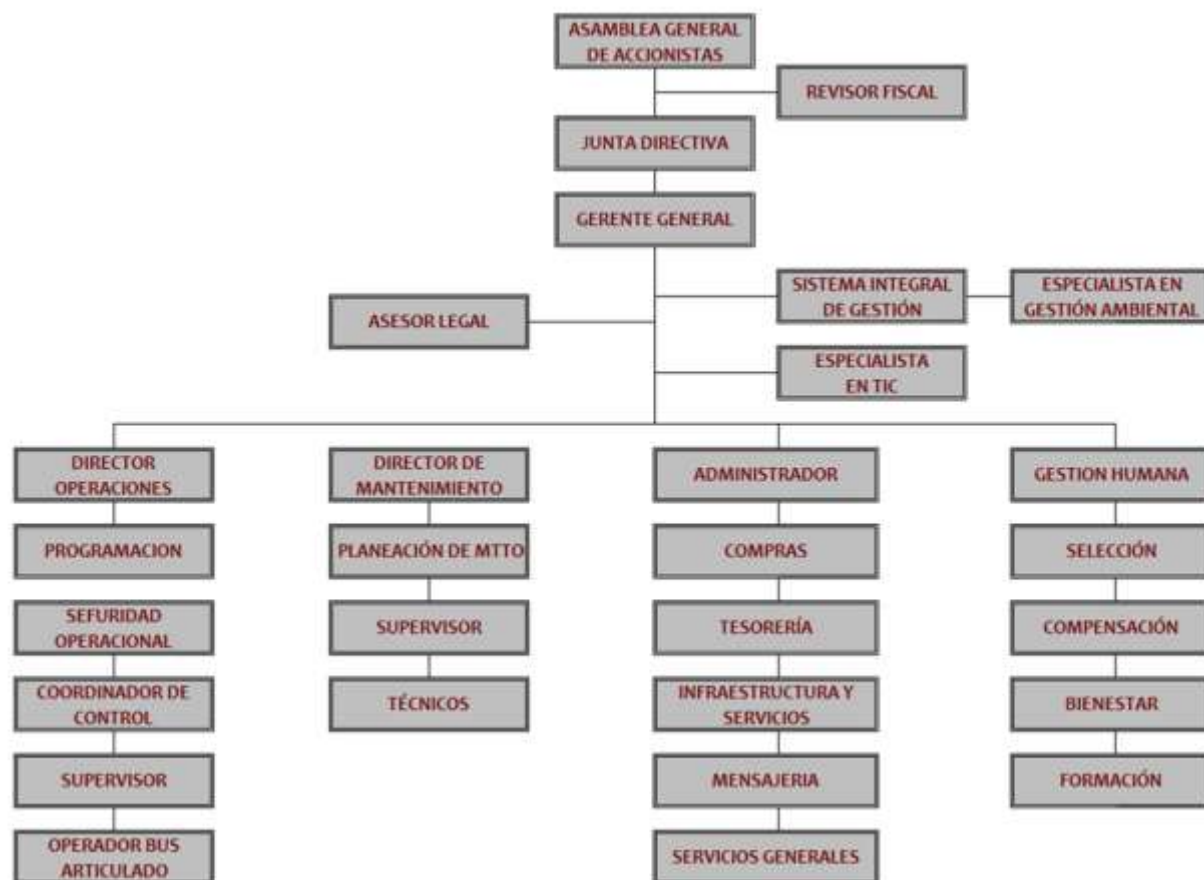 ASAMBLEA GENERAL
DE ACCIONISTAS
REVISOR FISCAL
JUNTA DIRECTIVA
GERENTE GENERAL
SISTEMA INTEGRAL
DE GESTIÓN
ESPECIALISTA EN
GESTIÓN AMBIENTAL
ASESOR LEGAL
ESPECIALISTA
EN TIC
DIRECTOR
OPERACIONES
DIRECTOR DE
MANTENIMIENTO
ADMINISTRADOR
GESTION HUMANA
PROGRAMACION
PLANEACIÓN DE MTTO
COMPRAS
SELECCIÓN
SEFURIDAD
OPERACIONAL
SUPERVISOR
TESORERÍA
COMPENSACIÓN
COORDINADOR DE
CONTROL
TÉCNICOS
INFRAESTRUCTURA Y
SERVICIOS
BIENESTAR
SUPERVISOR
MENSAJERIA
FORMACIÓN
OPERADOR BUS
ARTICULADO
SERVICIOS GENERALES